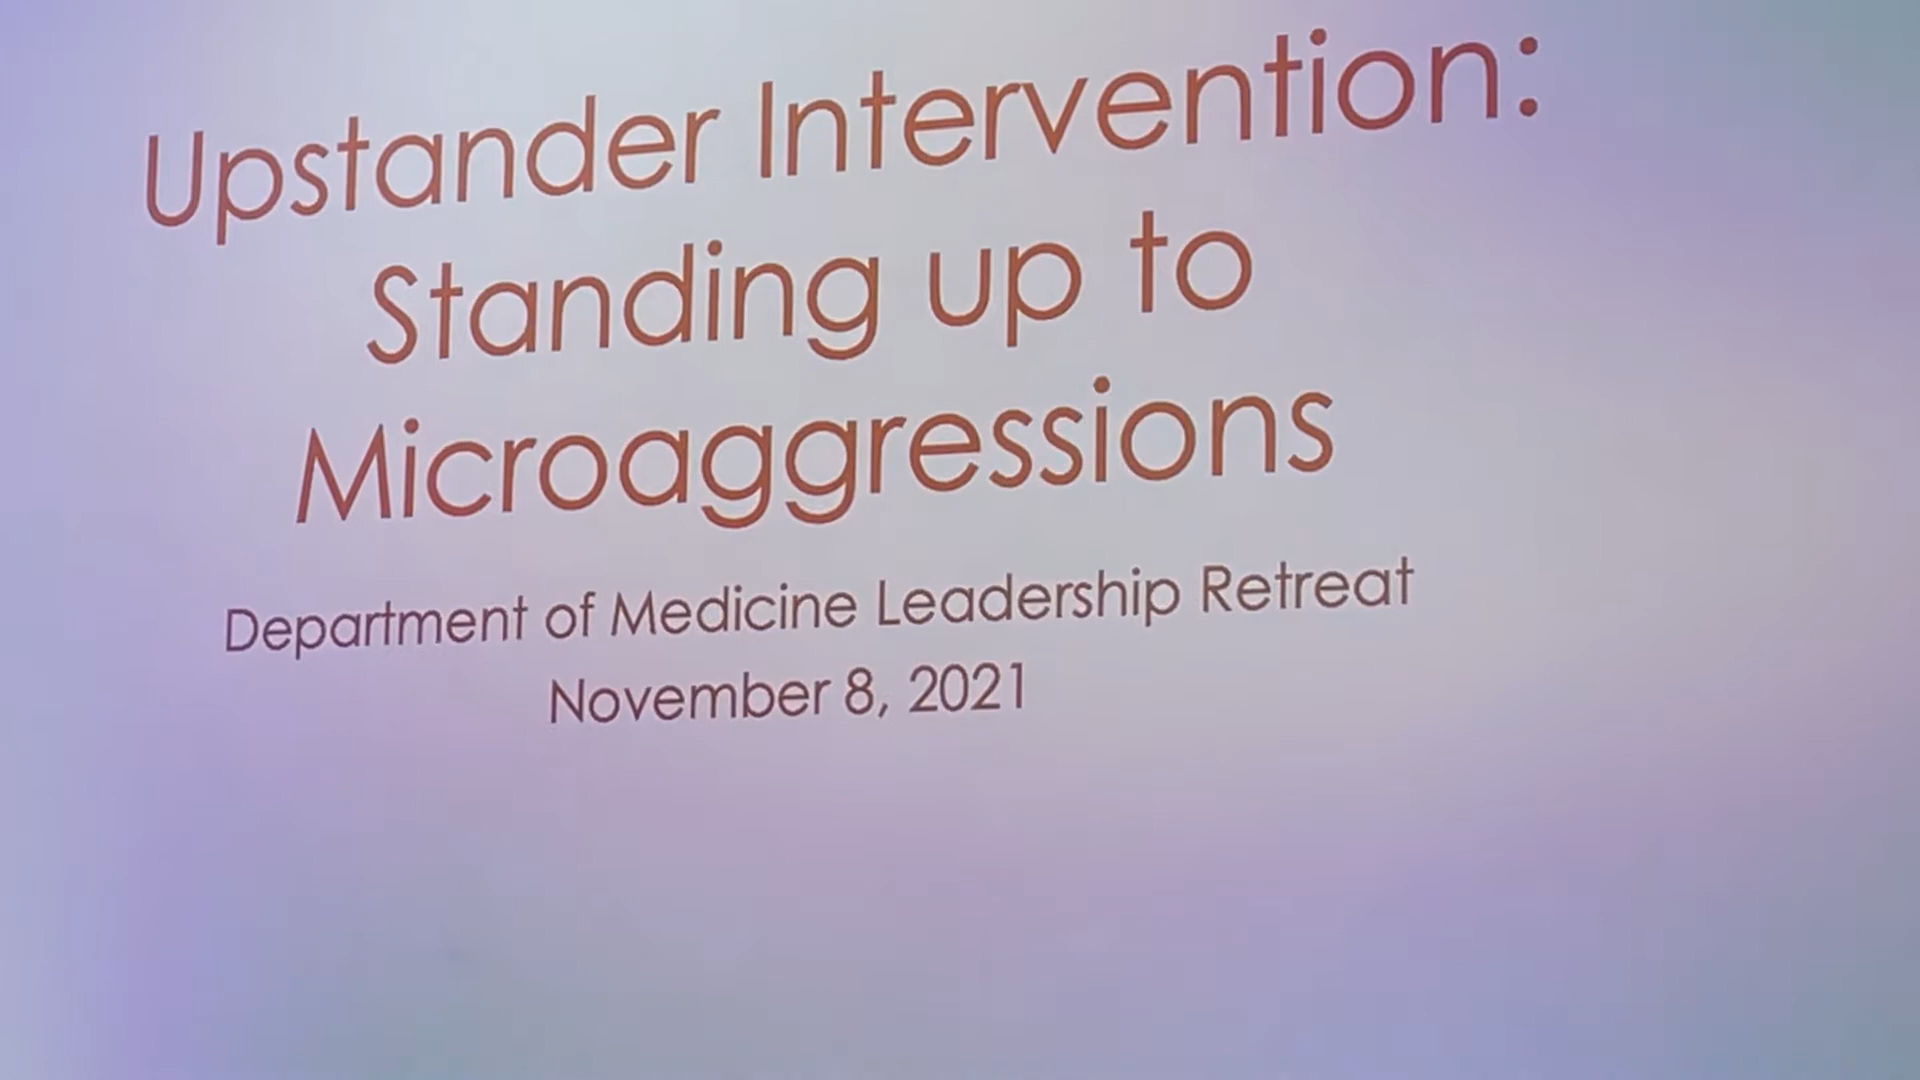 Upstander Intervention:
Standing up to
Microaggressions
Department of Medicine Leadership Retreat
November 8, 2021